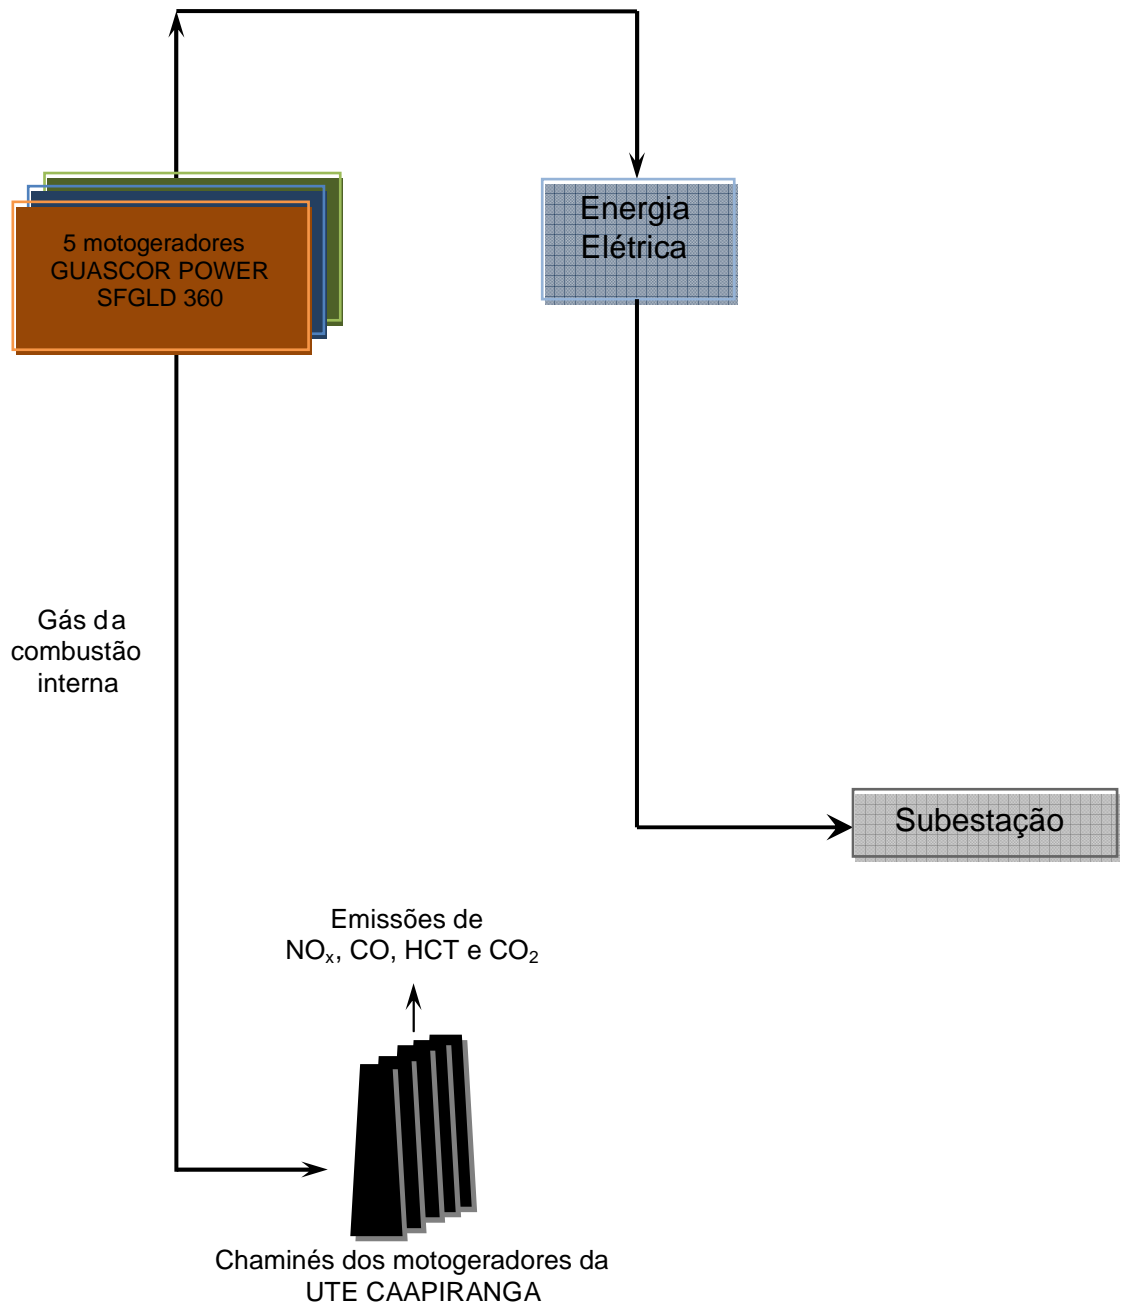 5 motogeradores
GUASCOR POWER
SFGLD 360
Energia
Elétrica
Gás da
combustão
interna
Subestação
Emissões de
NOₓ, CO, HCT e CO₂
Chaminés dos motogeradores da
UTE CAAPIRANGA